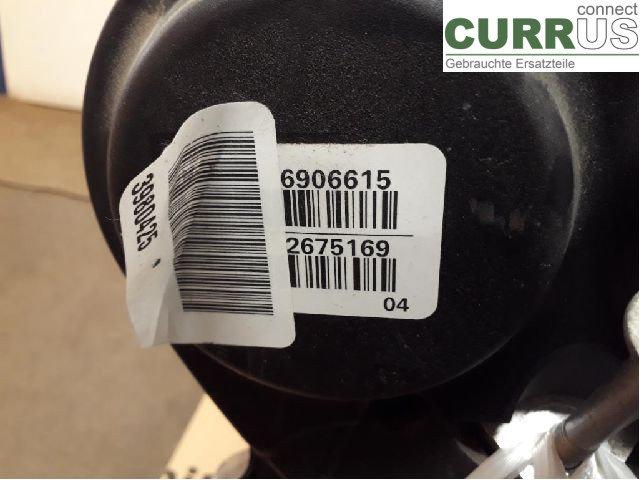 connect
CURRUS
Gebrauchte Ersatzteile
3980425
6906615
2675169
04